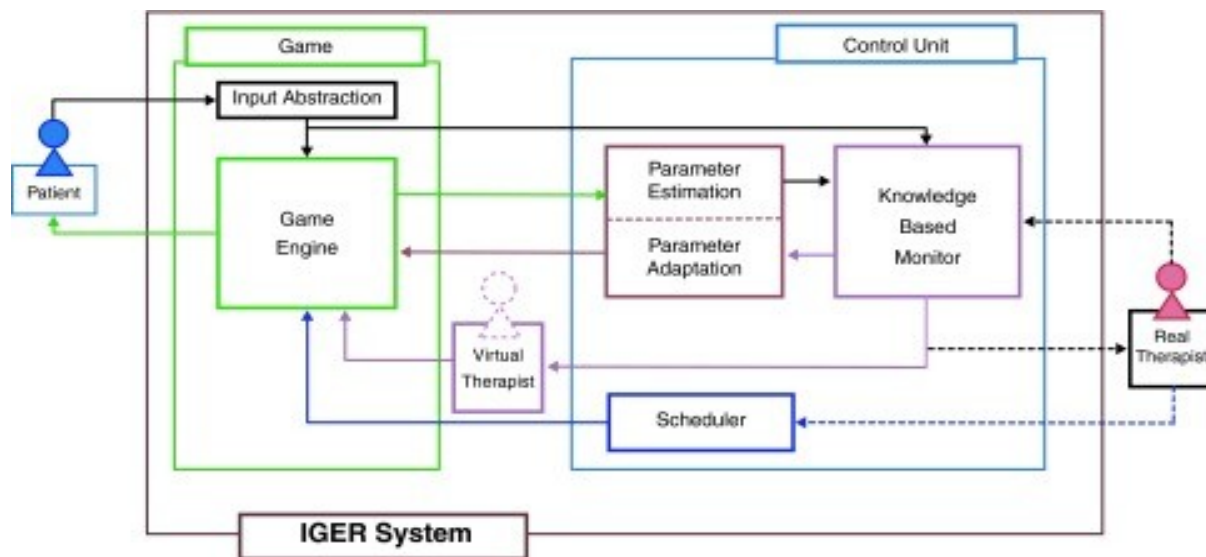 Game
Control Unit
Input Abstraction
Patient
Game
Engine
Parameter
Estimation
Parameter
Adaptation
Knowledge
Based
Monitor
Virtual
Therapist
Real
Therapist
Scheduler
IGER System